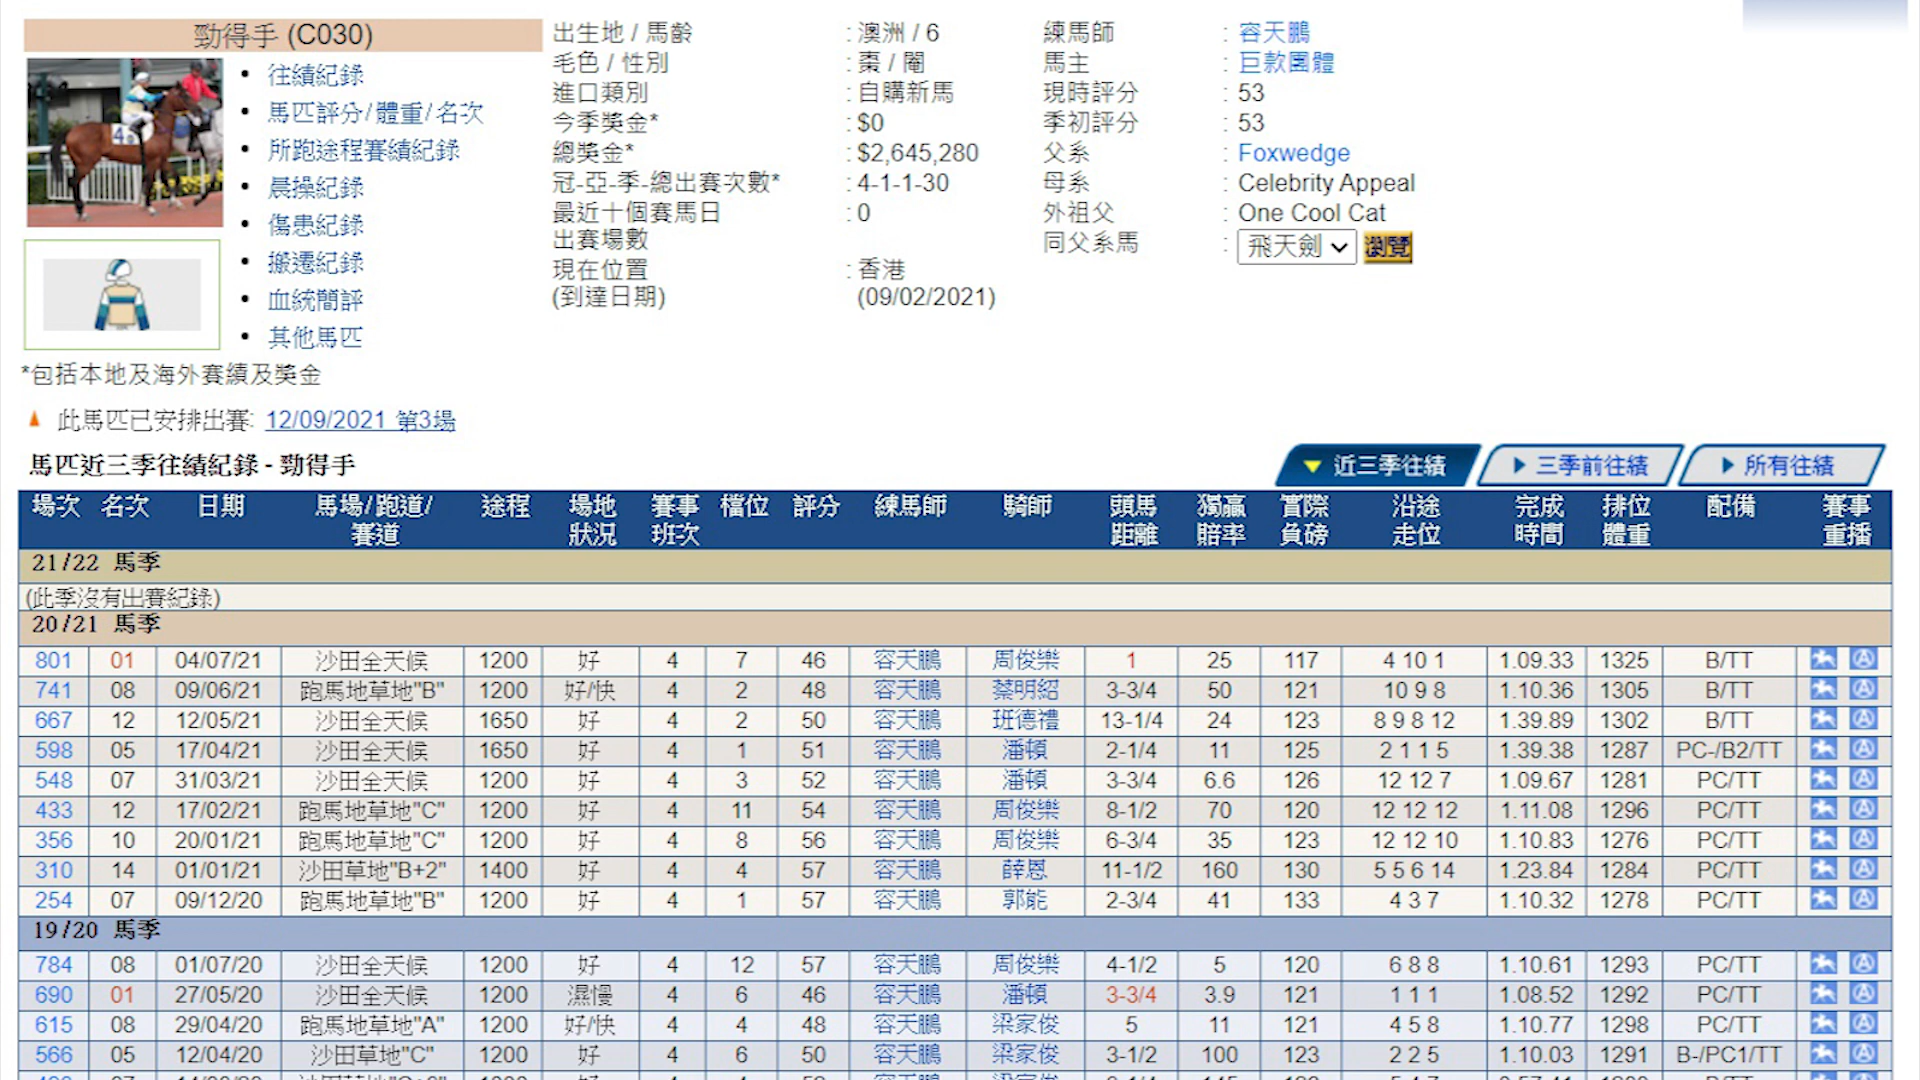 勁得手 (C030)
往績紀錄
馬匹評分/體重/名次
所跑途程賽績紀錄
晨操紀錄
傷患紀錄
搬遷紀錄
血統簡評
其他馬匹
出生地 / 馬齡 : 澳洲 / 6
毛色 / 性別 : 棗 / 閹
進口類別 : 自購新馬
今季獎金* : $0
總獎金* : $2,645,280
冠-亞-季-總出賽次數* : 4-1-1-30
最近十個賽馬日 : 0
出賽場數
現在位置 : 香港
(到達日期) (09/02/2021)
練馬師 : 容天鵬
馬主 : 巨款團體
現時評分 : 53
季初評分 : 53
父系 : Foxwedge
母系 : Celebrity Appeal
外祖父 : One Cool Cat
同父系馬 : 飛天劍 瀏覽
*包括本地及海外賽績及獎金
此馬匹已安排出賽: 12/09/2021 第3場
馬匹近三季往績紀錄 - 勁得手
近三季往績 三季前往績 所有往績
場次 名次 日期 馬場/跑道/ 途程 場地 賽事 檔位 評分 練馬師 騎師 頭馬 獨贏 實際 沿途 完成 排位 配備 賽事
賽道 狀況 班次 距離 賠率 負磅 走位 時間 體重 重播
21/22 馬季
(此季沒有出賽紀錄)
20/21 馬季
801 01 04/07/21 沙田全天候 1200 好 4 7 46 容天鵬 周俊樂 1 25 117 4 10 1 1.09.33 1325 B/TT
741 08 09/06/21 跑馬地草地"B" 1200 好/快 4 2 48 容天鵬 蔡明紹 3-3/4 50 121 10 9 8 1.10.36 1305 B/TT
667 12 12/05/21 沙田全天候 1650 好 4 2 50 容天鵬 班德禮 13-1/4 24 123 8 9 8 12 1.39.89 1302 B/TT
598 05 17/04/21 沙田全天候 1650 好 4 1 51 容天鵬 潘頓 2-1/4 11 125 2 1 1 5 1.39.38 1287 PC-/B2/TT
548 07 31/03/21 沙田全天候 1200 好 4 3 52 容天鵬 潘頓 3-3/4 6.6 126 12 12 7 1.09.67 1281 PC/TT
433 12 17/02/21 跑馬地草地"C" 1200 好 4 11 54 容天鵬 周俊樂 8-1/2 70 120 12 12 12 1.11.08 1296 PC/TT
356 10 20/01/21 跑馬地草地"C" 1200 好 4 8 56 容天鵬 周俊樂 6-3/4 35 123 12 12 10 1.10.83 1276 PC/TT
310 14 01/01/21 沙田草地"B+2" 1400 好 4 4 57 容天鵬 薛恩 11-1/2 160 130 5 5 6 14 1.23.84 1284 PC/TT
254 07 09/12/20 跑馬地草地"B" 1200 好 4 1 57 容天鵬 郭能 2-3/4 41 133 4 3 7 1.10.32 1278 PC/TT
19/20 馬季
784 08 01/07/20 沙田全天候 1200 好 4 12 57 容天鵬 周俊樂 4-1/2 5 120 6 8 8 1.10.61 1293 PC/TT
690 01 27/05/20 沙田全天候 1200 濕慢 4 6 46 容天鵬 潘頓 3-3/4 3.9 121 1 1 1 1.08.52 1292 PC/TT
615 08 29/04/20 跑馬地草地"A" 1200 好/快 4 4 48 容天鵬 梁家俊 5 11 121 4 5 8 1.10.77 1298 PC/TT
566 05 12/04/20 沙田草地"C" 1200 好 4 6 50 容天鵬 梁家俊 3-1/2 100 123 2 2 5 1.10.03 1291 B-/PC1/TT